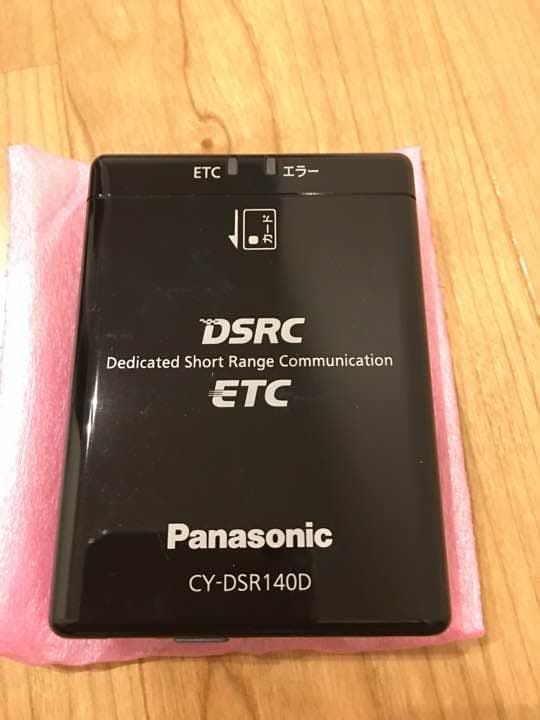 ETC エラー
カード
DSRC
Dedicated Short Range Communication
ETC
Panasonic
CY-DSR140D